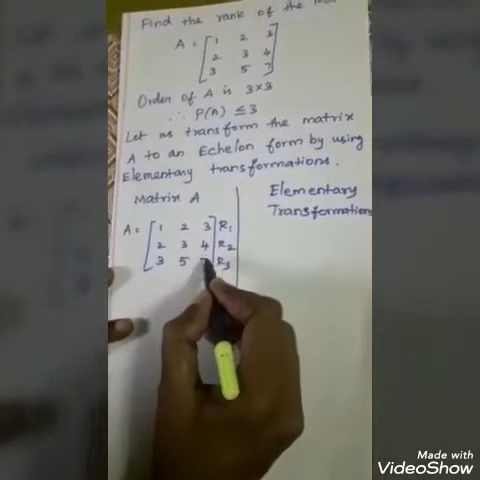 Find the rank of the
A = [ 1 2 3
2 3 4
3 5 7 ]
Order of A is 3×3
∴ P(A) ≤ 3
Let us transform the matrix
A to an Echelon form by using
Elementary transformations.
Matrix A
Elementary
Transformations
A = [ 1 2 3 ] R1
2 3 4 R2
3 5 R3
Made with
VideoShow